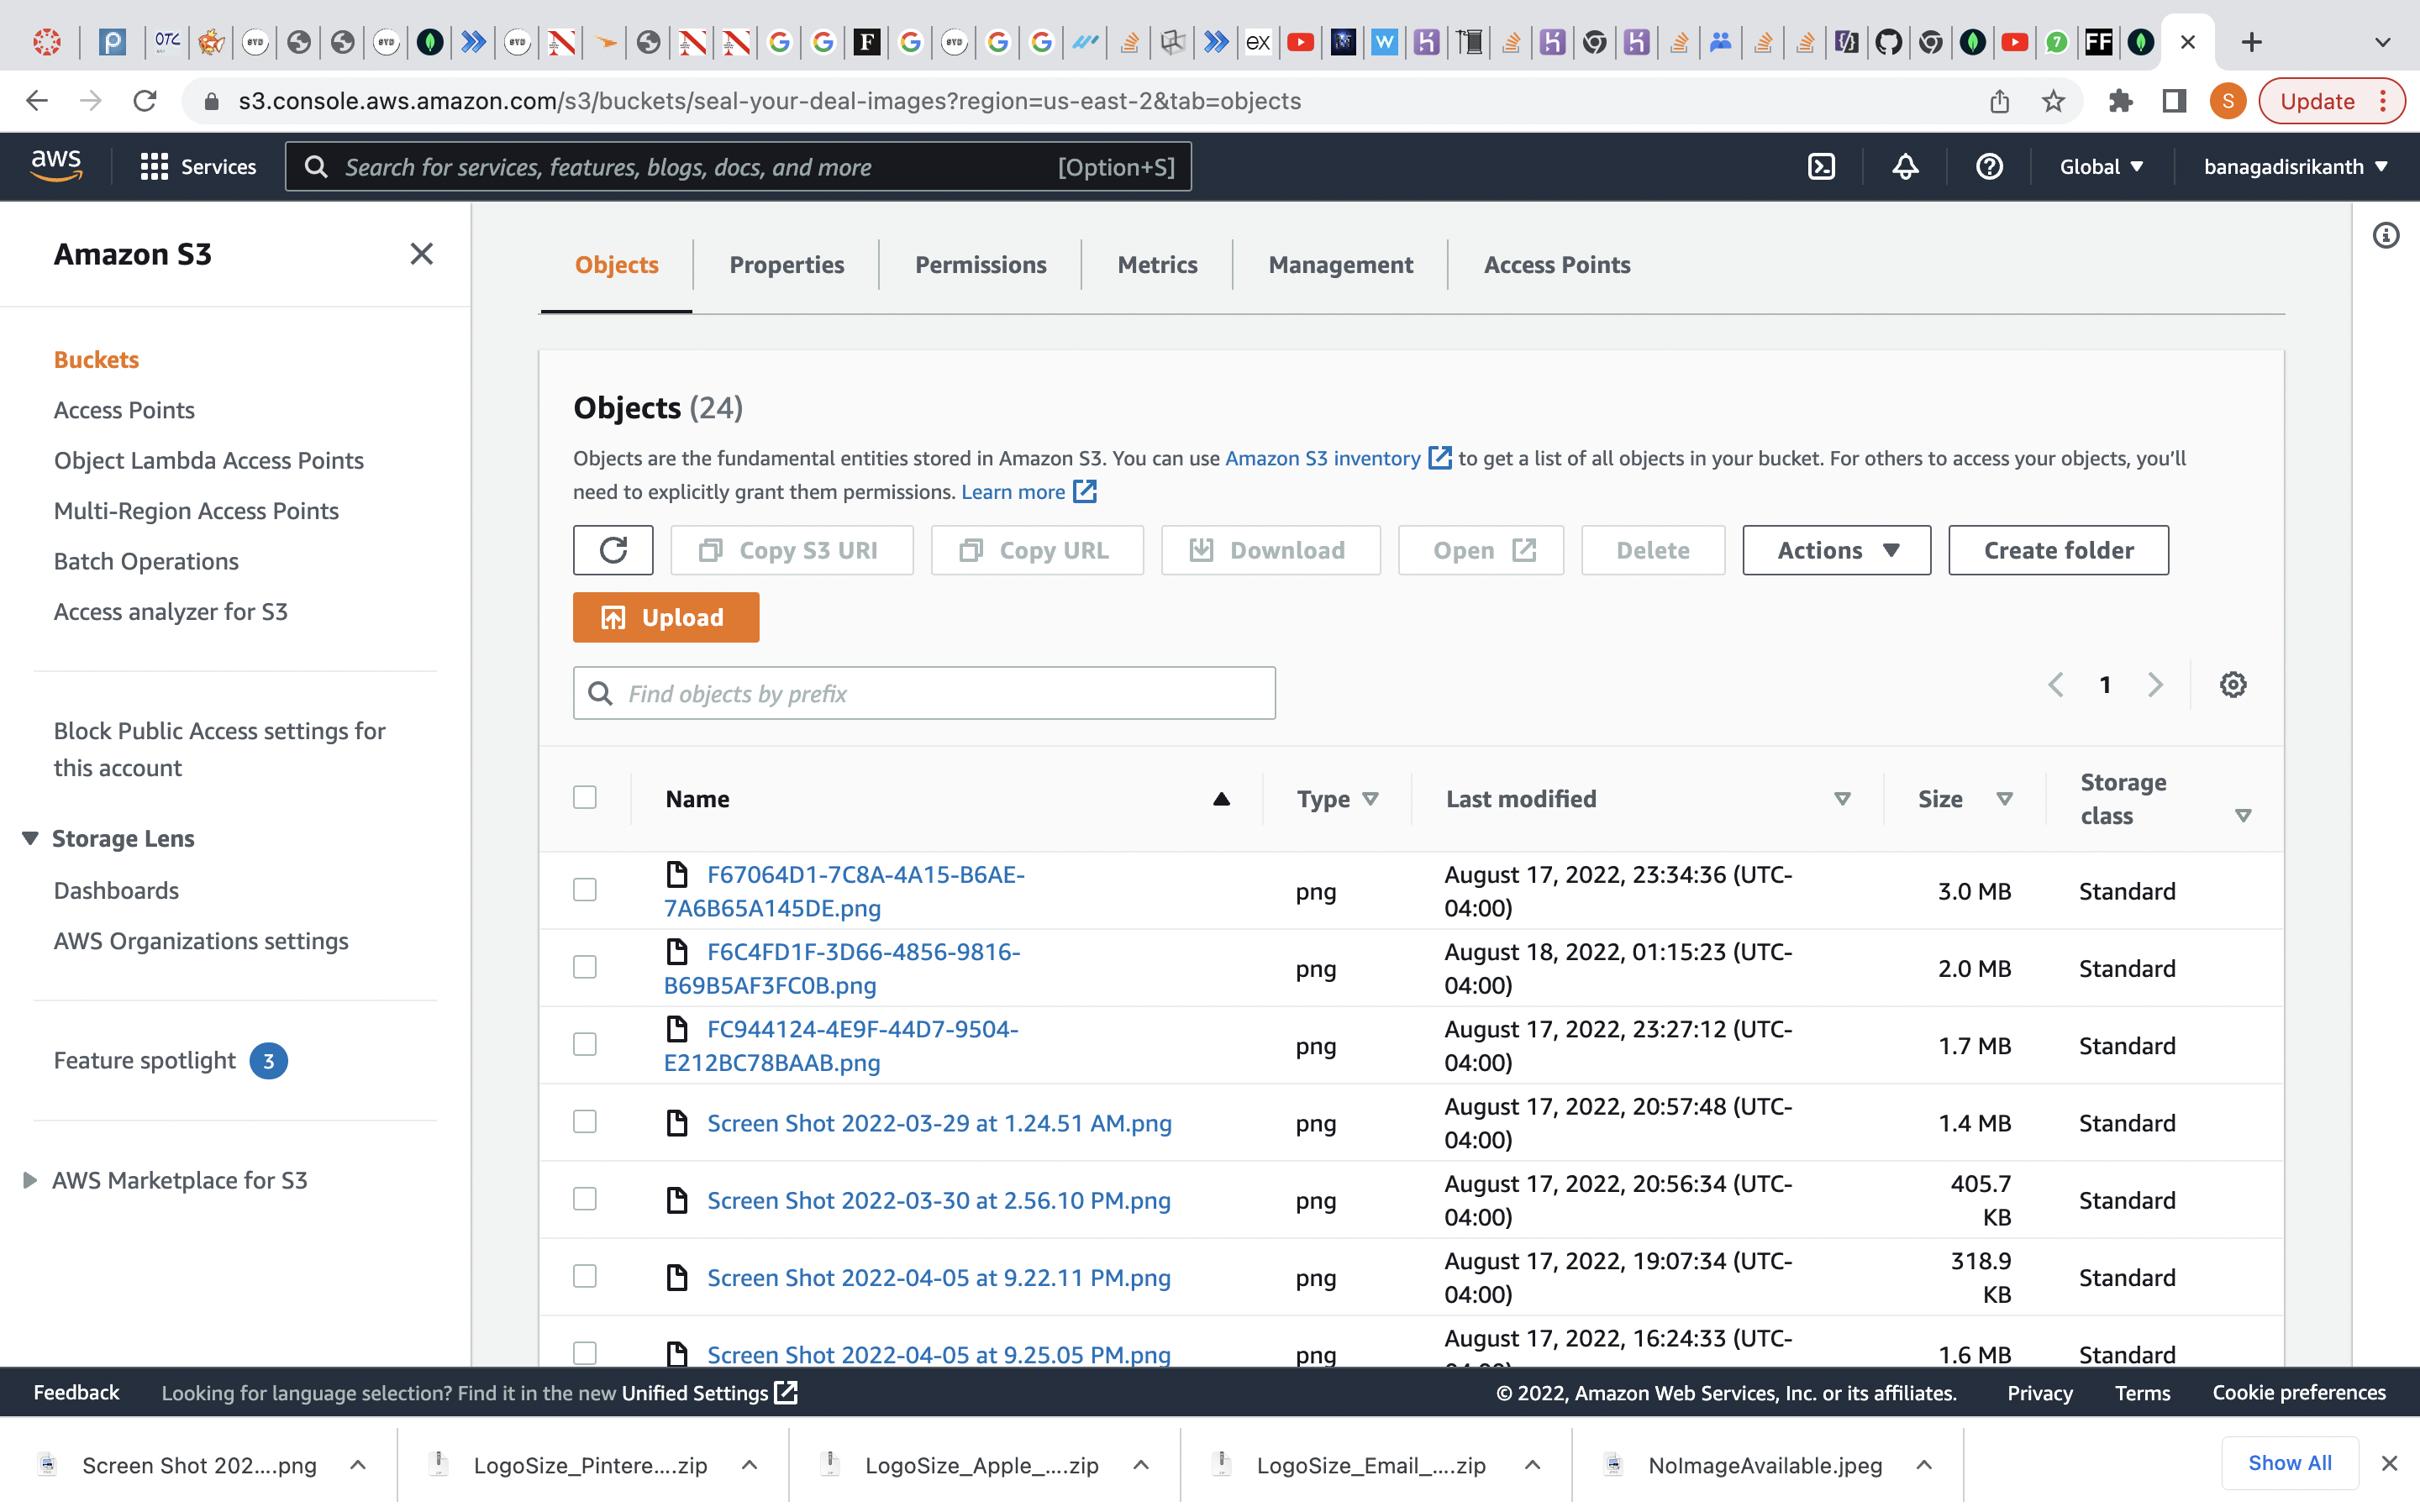 s3.console.aws.amazon.com/s3/buckets/seal-your-deal-images?region=us-east-2&tab=objects
S
Update
aws
Services
Search for services, features, blogs, docs, and more
[Option+S]
Global
banagadisrikanth
Amazon S3
Buckets
Access Points
Object Lambda Access Points
Multi-Region Access Points
Batch Operations
Access analyzer for S3
Block Public Access settings for
this account
Storage Lens
Dashboards
AWS Organizations settings
Feature spotlight 3
AWS Marketplace for S3
Objects
Properties
Permissions
Metrics
Management
Access Points
Objects (24)
Objects are the fundamental entities stored in Amazon S3. You can use Amazon S3 inventory to get a list of all objects in your bucket. For others to access your objects, you'll
need to explicitly grant them permissions. Learn more
Copy S3 URI
Copy URL
Download
Open
Delete
Actions
Create folder
Upload
Find objects by prefix
1
Name
Type
Last modified
Size
Storage
class
F67064D1-7C8A-4A15-B6AE-
7A6B65A145DE.png
png
August 17, 2022, 23:34:36 (UTC-
04:00)
3.0 MB
Standard
F6C4FD1F-3D66-4856-9816-
B69B5AF3FC0B.png
png
August 18, 2022, 01:15:23 (UTC-
04:00)
2.0 MB
Standard
FC944124-4E9F-44D7-9504-
E212BC78BAAB.png
png
August 17, 2022, 23:27:12 (UTC-
04:00)
1.7 MB
Standard
Screen Shot 2022-03-29 at 1.24.51 AM.png
png
August 17, 2022, 20:57:48 (UTC-
04:00)
1.4 MB
Standard
Screen Shot 2022-03-30 at 2.56.10 PM.png
png
August 17, 2022, 20:56:34 (UTC-
04:00)
405.7
KB
Standard
Screen Shot 2022-04-05 at 9.22.11 PM.png
png
August 17, 2022, 19:07:34 (UTC-
04:00)
318.9
KB
Standard
Screen Shot 2022-04-05 at 9.25.05 PM.png
png
August 17, 2022, 16:24:33 (UTC-
1.6 MB
Standard
Feedback
Looking for language selection? Find it in the new Unified Settings
© 2022, Amazon Web Services, Inc. or its affiliates.
Privacy
Terms
Cookie preferences
Screen Shot 202....png
LogoSize_Pintere....zip
LogoSize_Apple_....zip
LogoSize_Email_....zip
NoImageAvailable.jpeg
Show All